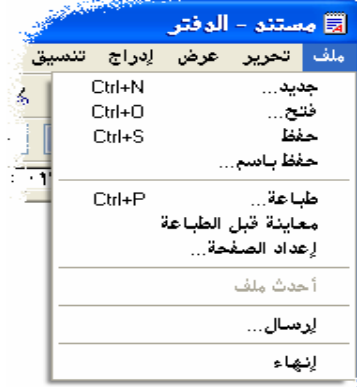 مستند - الدفتر
ملف تحرير عرض إدراج تنسيق
جديد... Ctrl+N
فتح... Ctrl+O
حفظ Ctrl+S
حفظ باسم...
طباعة... Ctrl+P
معاينة قبل الطباعة
إعداد الصفحة...
أحدث ملف
إرسال...
إنهاء